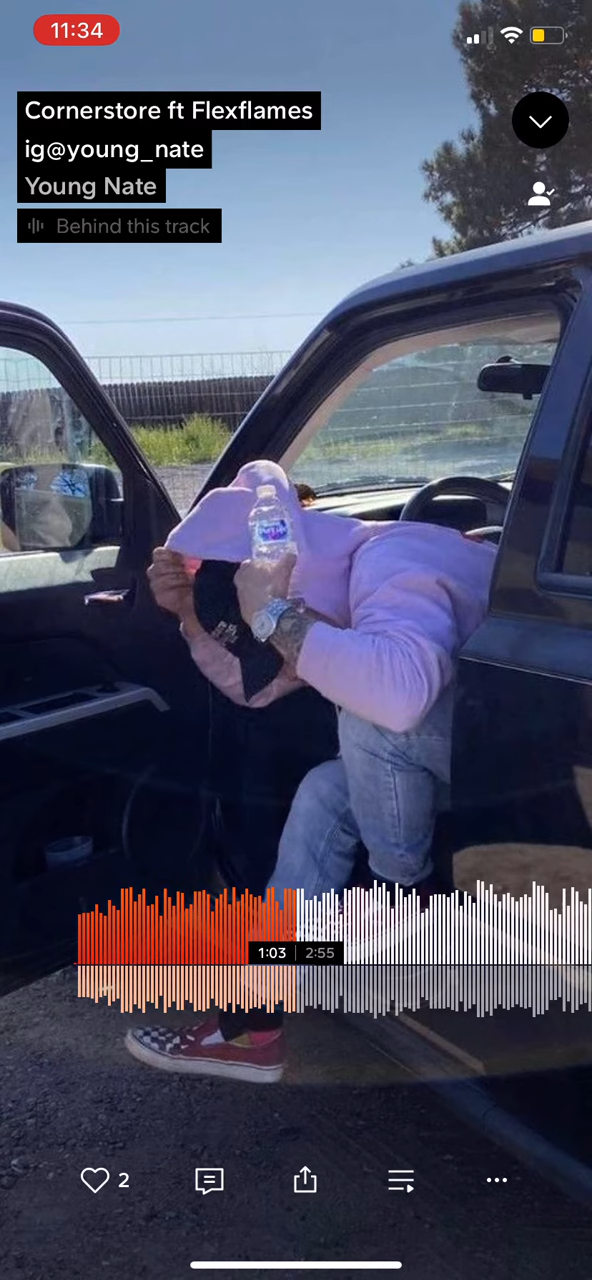 11:34
Cornerstore ft Flexflames
ig@young_nate
Young Nate
Behind this track
1:03 2:55
2